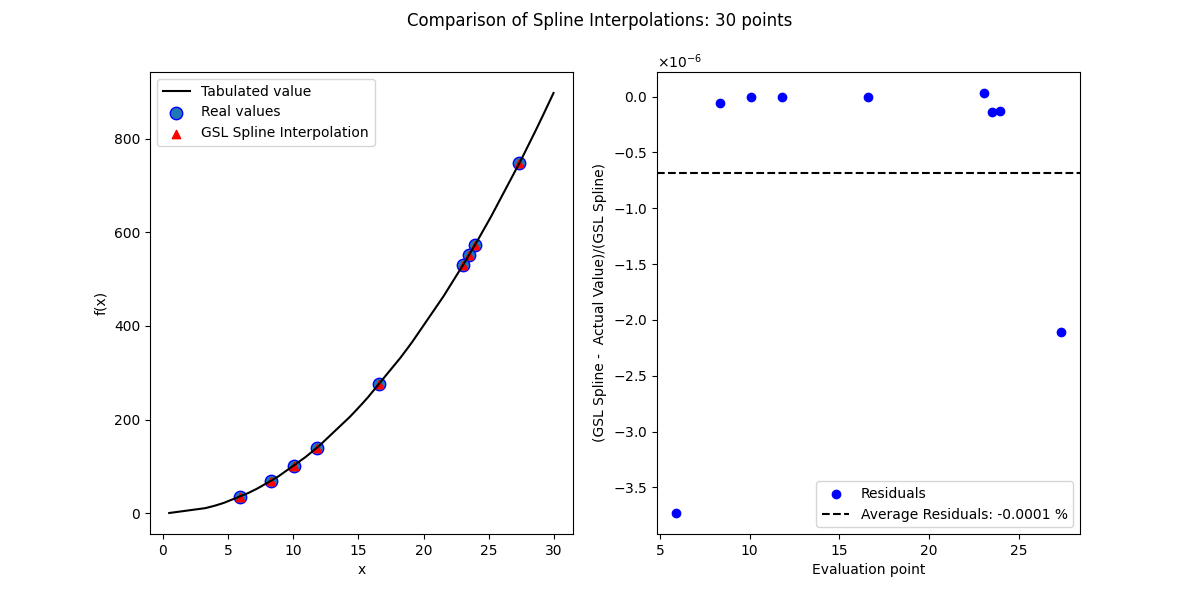 Comparison of Spline Interpolations: 30 points
Tabulated value
Real values
GSL Spline Interpolation
800
600
400
200
0
f(x)
0 5 10 15 20 25 30
x
×10⁻⁶
0.0
−0.5
−1.0
−1.5
−2.0
−2.5
−3.0
−3.5
(GSL Spline -  Actual Value)/(GSL Spline)
Residuals
Average Residuals: -0.0001 %
5 10 15 20 25
Evaluation point